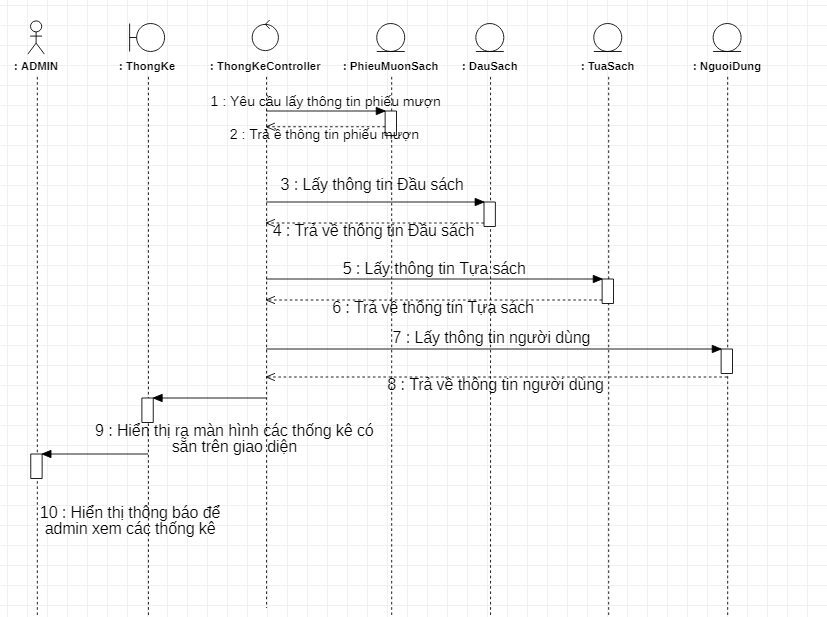 : ADMIN
: ThongKe
: ThongKeController
: PhieuMuonSach
: DauSach
: TuaSach
: NguoiDung
1 : Yêu cầu lấy thông tin phiếu mượn
2 : Trả ề thông tin phiếu mượn
3 : Lấy thông tin Đầu sách
4 : Trả về thông tin Đầu sách
5 : Lấy thông tin Tựa sách
6 : Trả về thông tin Tựa sách
7 : Lấy thông tin người dùng
8 : Trả về thông tin người dùng
9 : Hiển thị ra màn hình các thống kê có
sẵn trên giao diện
10 : Hiển thị thông báo để
admin xem các thống kê